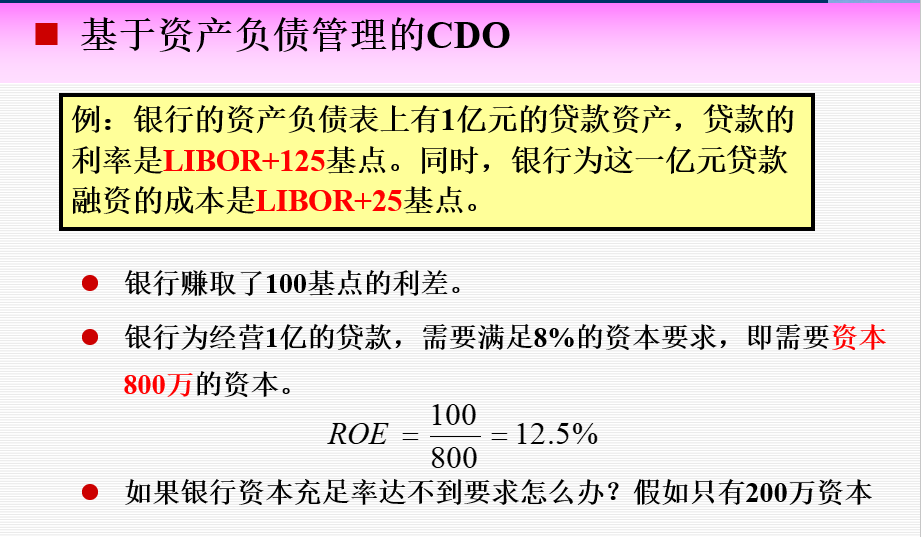 基于资产负债管理的CDO
例：银行的资产负债表上有1亿元的贷款资产，贷款的
利率是LIBOR+125基点。同时，银行为这一亿元贷款
融资的成本是LIBOR+25基点。
银行赚取了100基点的利差。
银行为经营1亿的贷款，需要满足8%的资本要求，即需要资本
800万的资本。
ROE = 100/800 = 12.5%
如果银行资本充足率达不到要求怎么办？假如只有200万资本